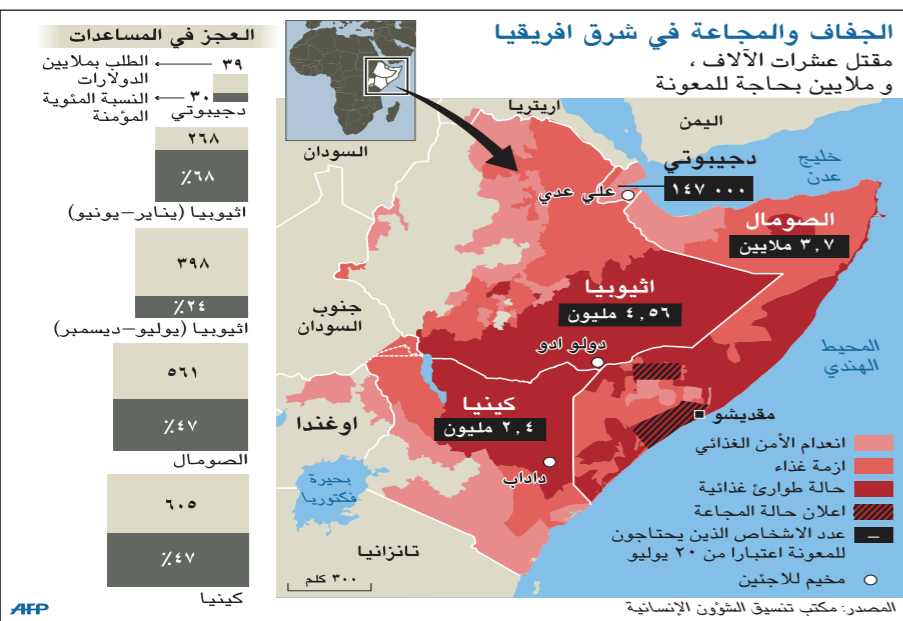 الجفاف والمجاعة في شرق افريقيا
مقتل عشرات الآلاف ،
و ملايين بحاجة للمعونة
اريتريا
اليمن
السودان
خليج
عدن
دجيبوتي
١٤٧ ٠٠٠
علي عدي
الصومال
٣,٧ ملايين
اثيوبيا
٤,٥٦ مليون
جنوب
السودان
دولو ادو
المحيط
الهندي
كينيا
٢,٤ مليون
مقديشو
اوغندا
داداب
بحيرة
فكتوريا
تانزانيا
٣٠٠ كلم
انعدام الأمن الغذائي
ازمة غذاء
حالة طوارئ غذائية
اعلان حالة المجاعة
عدد الاشخاص الذين يحتاجون
للمعونة اعتبارا من ٢٠ يوليو
مخيم للاجئين
المصدر: مكتب تنسيق الشؤون الإنسانية
العجز في المساعدات
٣٩
الطلب بملايين
الدولارات
٣٠
النسبة المئوية
المؤمنة
دجيبوتي
٢٦٨
٪٦٨
اثيوبيا (يناير–يونيو)
٣٩٨
٪٢٤
اثيوبيا (يوليو–ديسمبر)
٥٦١
٪٤٧
الصومال
٦٠٥
٪٤٧
كينيا
AFP